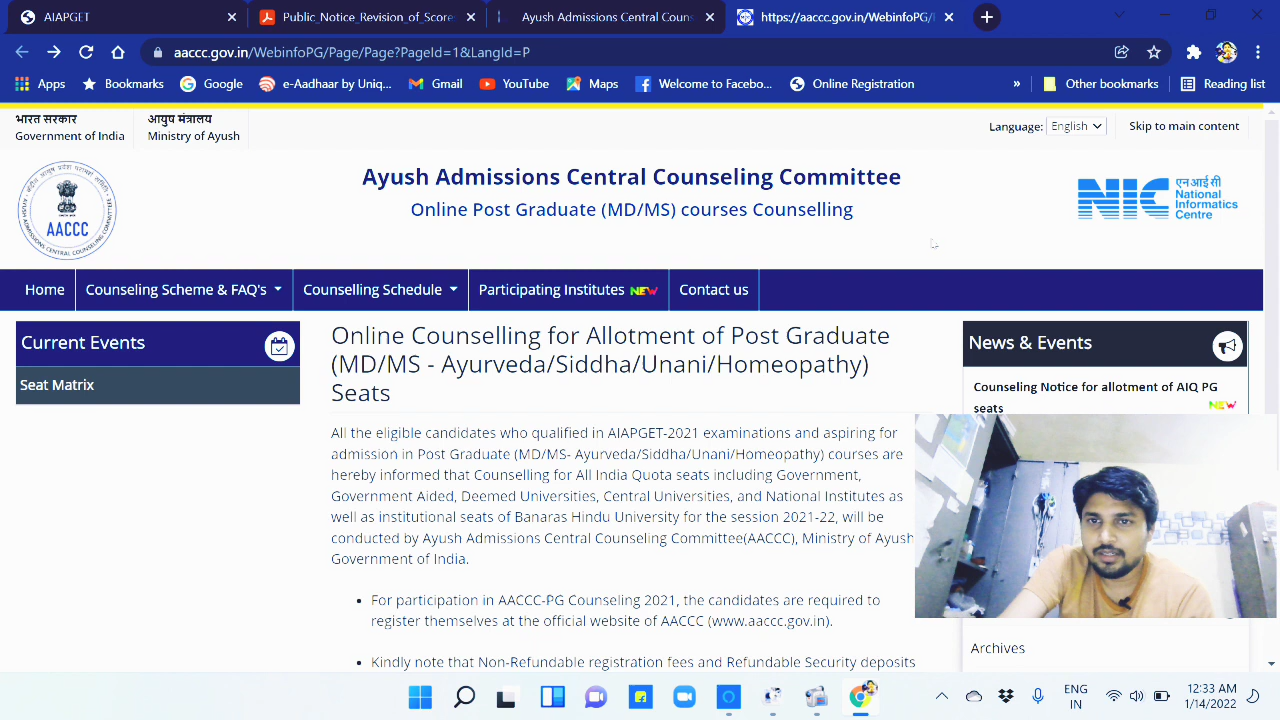 AIAPGET
Public_Notice_Revision_of_Score
Ayush Admissions Central Coun
https://aaccc.gov.in/WebinfoPG/
aaccc.gov.in/WebinfoPG/Page/Page?PageId=1&LangId=P
Apps Bookmarks Google e-Aadhaar by Uniq... Gmail YouTube Maps Welcome to Facebo... Online Registration » Other bookmarks Reading list
भारत सरकार
Government of India
आयुष मंत्रालय
Ministry of Ayush
Language: English Skip to main content
AACCC
AYUSH ADMISSIONS CENTRAL COUNSELING COMMITTEE
Ayush Admissions Central Counseling Committee
Online Post Graduate (MD/MS) courses Counselling
NIC
एन आई सी
National
Informatics
Centre
Home Counseling Scheme & FAQ's Counselling Schedule Participating Institutes NEW Contact us
Current Events
Seat Matrix
Online Counselling for Allotment of Post Graduate
(MD/MS - Ayurveda/Siddha/Unani/Homeopathy)
Seats
All the eligible candidates who qualified in AIAPGET-2021 examinations and aspiring for
admission in Post Graduate (MD/MS- Ayurveda/Siddha/Unani/Homeopathy) courses are
hereby informed that Counselling for All India Quota seats including Government,
Government Aided, Deemed Universities, Central Universities, and National Institutes as
well as institutional seats of Banaras Hindu University for the session 2021-22, will be
conducted by Ayush Admissions Central Counseling Committee(AACCC), Ministry of Ayush
Government of India.
• For participation in AACCC-PG Counseling 2021, the candidates are required to
register themselves at the official website of AACCC (www.aaccc.gov.in).
• Kindly note that Non-Refundable registration fees and Refundable Security deposits
News & Events
Counseling Notice for allotment of AIQ PG
seats NEW
Archives
ENG
IN
12:33 AM
1/14/2022